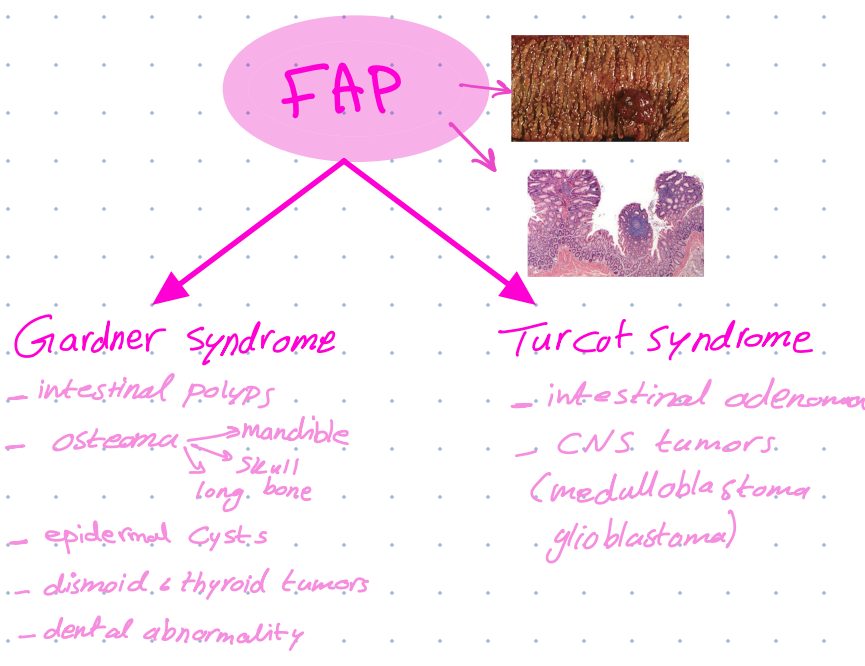 FAP
Gardner syndrome
- intestinal polyps
- osteoma
mandible
skull
long bone
- epidermal cysts
- dismoid & thyroid tumors
- dental abnormality
Turcot syndrome
- intestinal adenoma
- CNS tumors
(medulloblastoma
glioblastama)